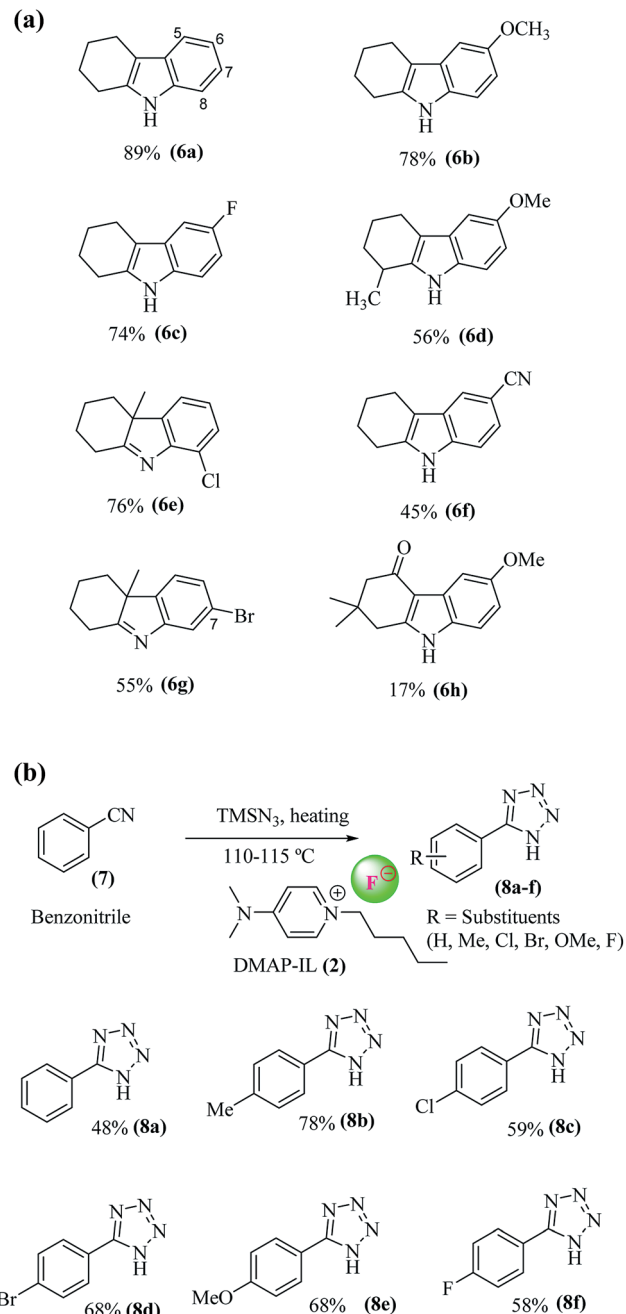 (a)
5
6
7
8
N
H
89% (6a)
OCH3
N
H
78% (6b)
F
N
H
74% (6c)
OMe
H3C
N
H
56% (6d)
N
Cl
76% (6e)
CN
N
H
45% (6f)
Br
7
N
55% (6g)
O
OMe
N
H
17% (6h)
(b)
CN
(7)
Benzonitrile
TMSN3, heating
110-115 ºC
F−
N
N+
DMAP-IL (2)
N N
N
N
H
R
(8a-f)
R = Substituents
(H, Me, Cl, Br, OMe, F)
N N
N
N
H
48% (8a)
N N
N
N
H
Me
78% (8b)
N N
N
N
H
Cl
59% (8c)
N N
N
N
H
Br
68% (8d)
N N
N
N
H
MeO
68% (8e)
N N
N
N
H
F
58% (8f)